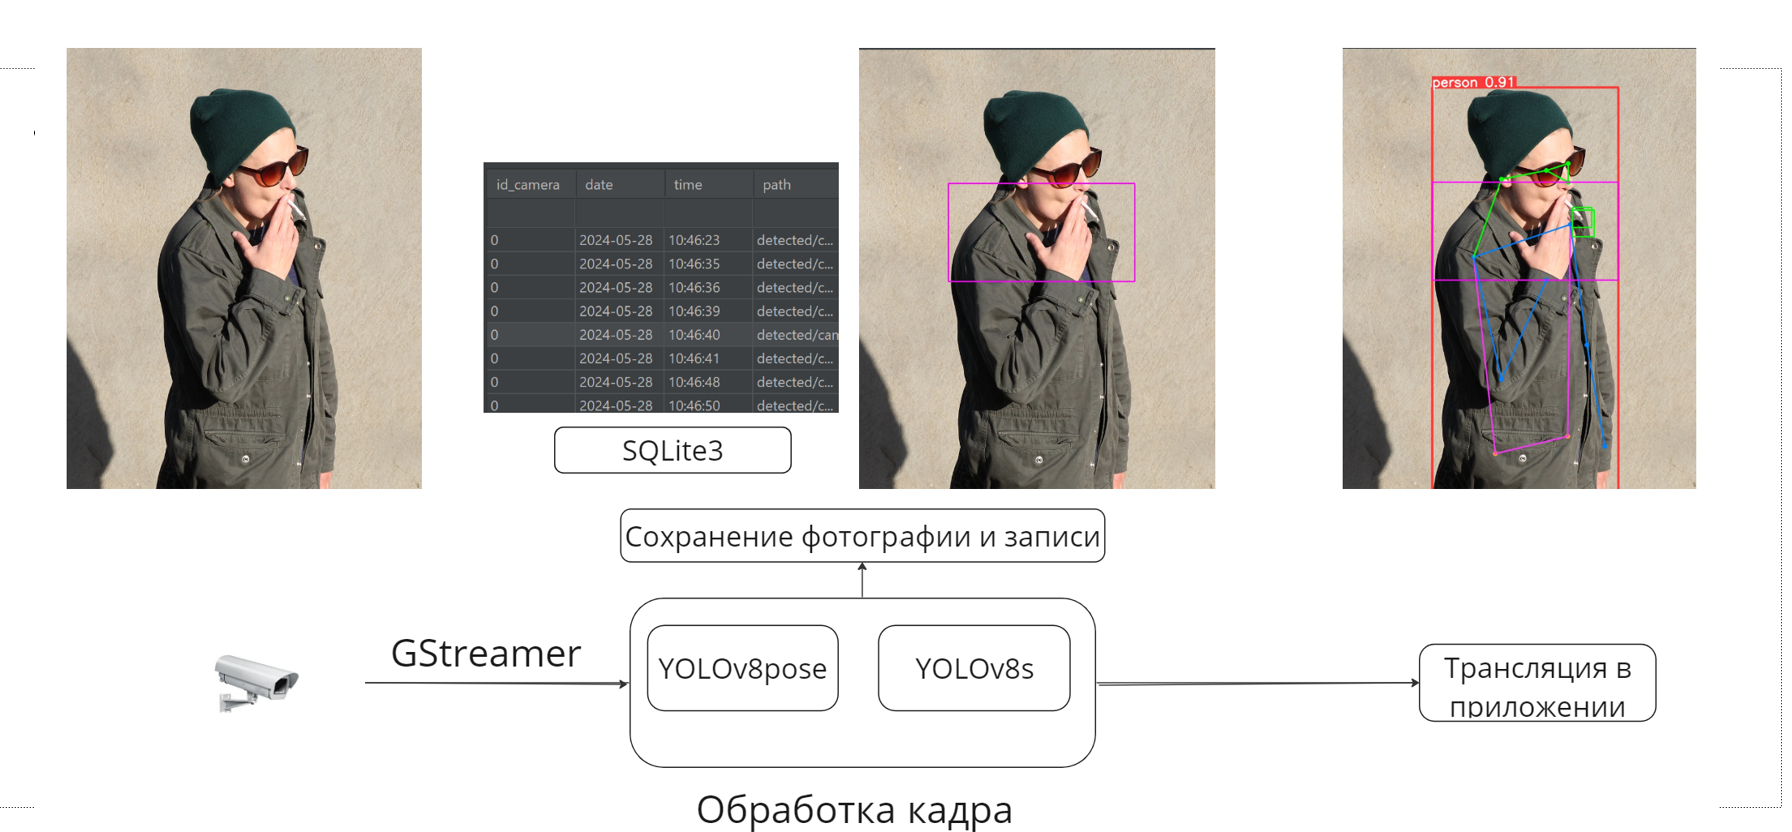 person 0.91
id_camera date time path
0 2024-05-28 10:46:23 detected/c...
0 2024-05-28 10:46:35 detected/c...
0 2024-05-28 10:46:36 detected/c...
0 2024-05-28 10:46:39 detected/c...
0 2024-05-28 10:46:40 detected/can
0 2024-05-28 10:46:41 detected/c...
0 2024-05-28 10:46:48 detected/c...
0 2024-05-28 10:46:50 detected/c...
SQLite3
Сохранение фотографии и записи
GStreamer
YOLOv8pose
YOLOv8s
Трансляция в
приложении
Обработка кадра